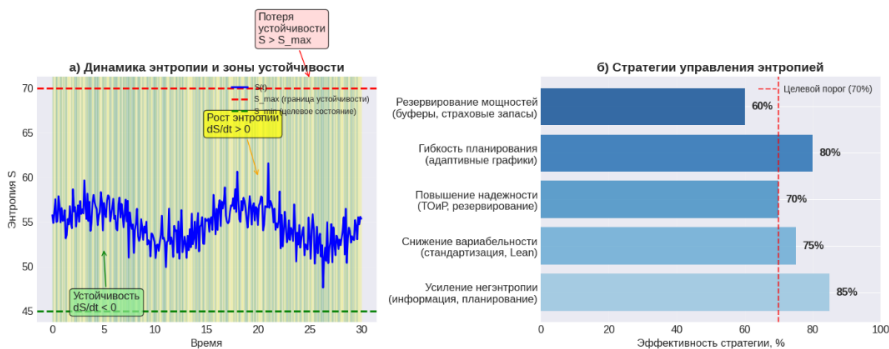 Потеря
устойчивости
S > S_max
а) Динамика энтропии и зоны устойчивости
S(t)
S_max (граница устойчивости)
S_min (целевое состояние)
Рост энтропии
dS/dt > 0
Устойчивость
dS/dt < 0
Энтропия S
70
65
60
55
50
45
0
5
10
15
20
25
30
Время
б) Стратегии управления энтропией
Целевой порог (70%)
Резервирование мощностей
(буферы, страховые запасы)
60%
Гибкость планирования
(адаптивные графики)
80%
Повышение надежности
(ТОиР, резервирование)
70%
Снижение вариабельности
(стандартизация, Lean)
75%
Усиление негэнтропии
(информация, планирование)
85%
0
20
40
60
80
100
Эффективность стратегии, %